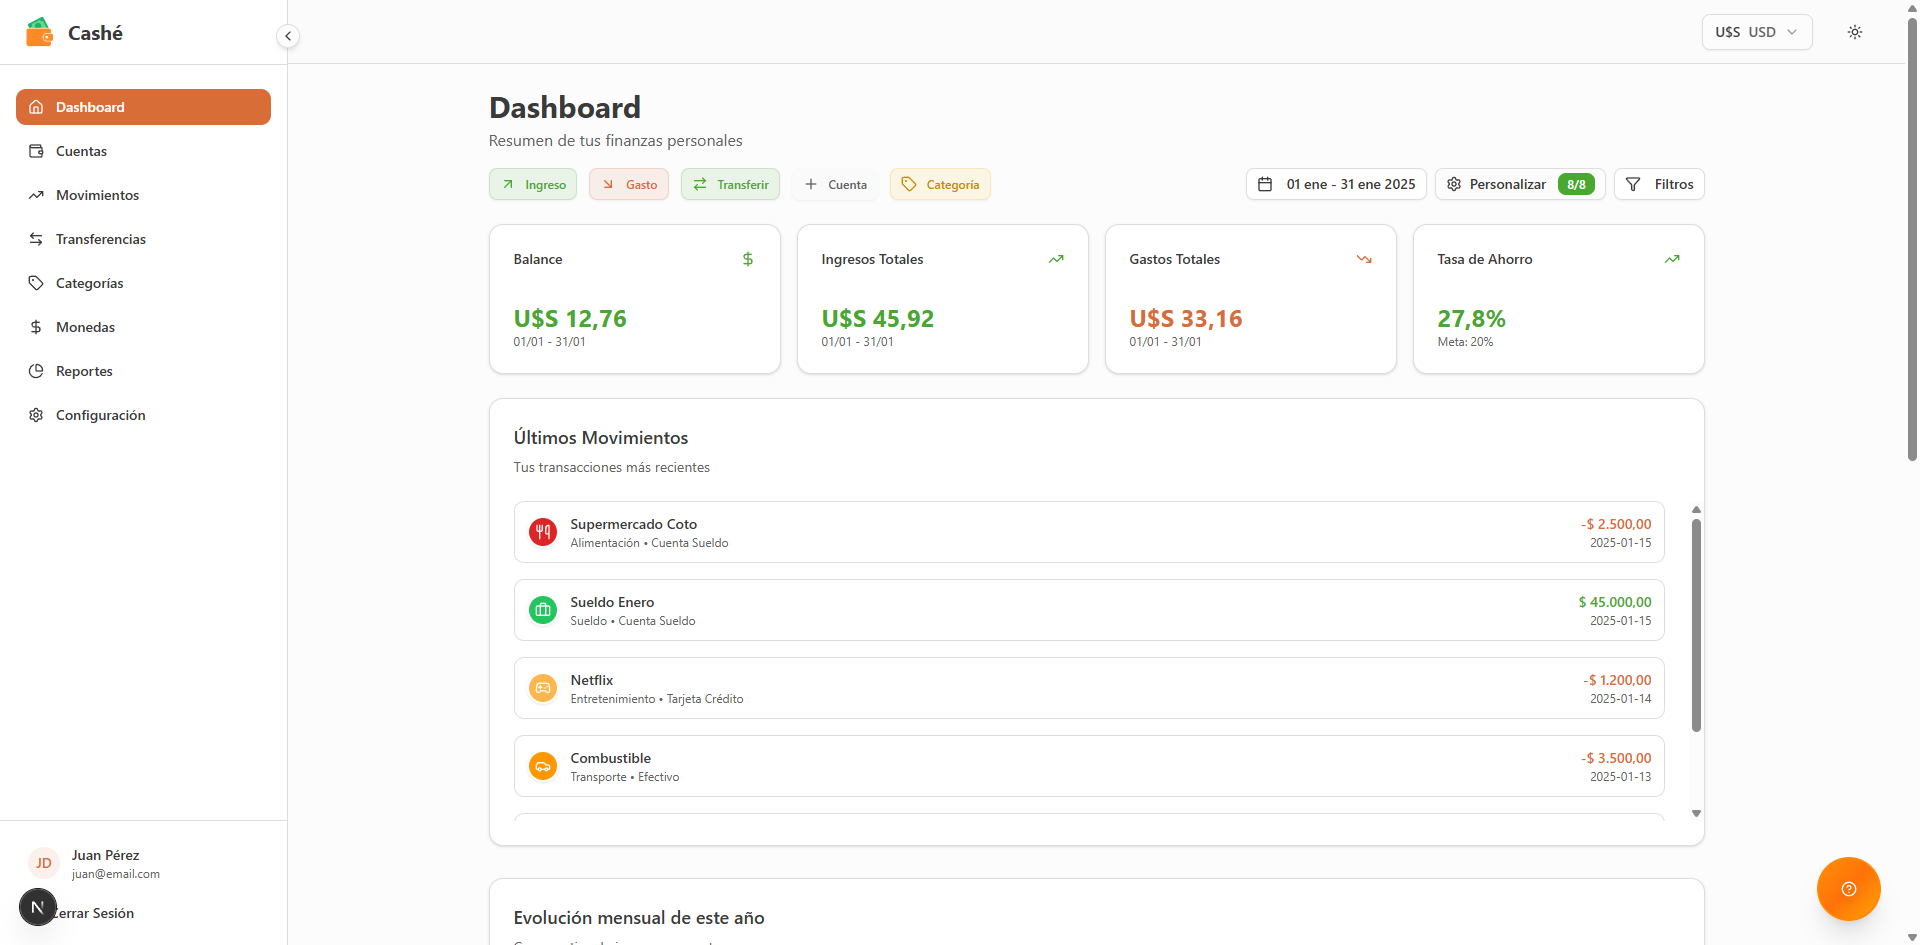 Cashé
U$S USD
Dashboard
Cuentas
Movimientos
Transferencias
Categorías
Monedas
Reportes
Configuración
Juan Pérez
JD
juan@email.com
N
Cerrar Sesión
Dashboard
Resumen de tus finanzas personales
Ingreso
Gasto
Transferir
Cuenta
Categoría
01 ene - 31 ene 2025
Personalizar 8/8
Filtros
Balance
$
U$S 12,76
01/01 - 31/01
Ingresos Totales
U$S 45,92
01/01 - 31/01
Gastos Totales
U$S 33,16
01/01 - 31/01
Tasa de Ahorro
27,8%
Meta: 20%
Últimos Movimientos
Tus transacciones más recientes
Supermercado Coto
Alimentación • Cuenta Sueldo
-$ 2.500,00
2025-01-15
Sueldo Enero
Sueldo • Cuenta Sueldo
$ 45.000,00
2025-01-15
Netflix
Entretenimiento • Tarjeta Crédito
-$ 1.200,00
2025-01-14
Combustible
Transporte • Efectivo
-$ 3.500,00
2025-01-13
Evolución mensual de este año